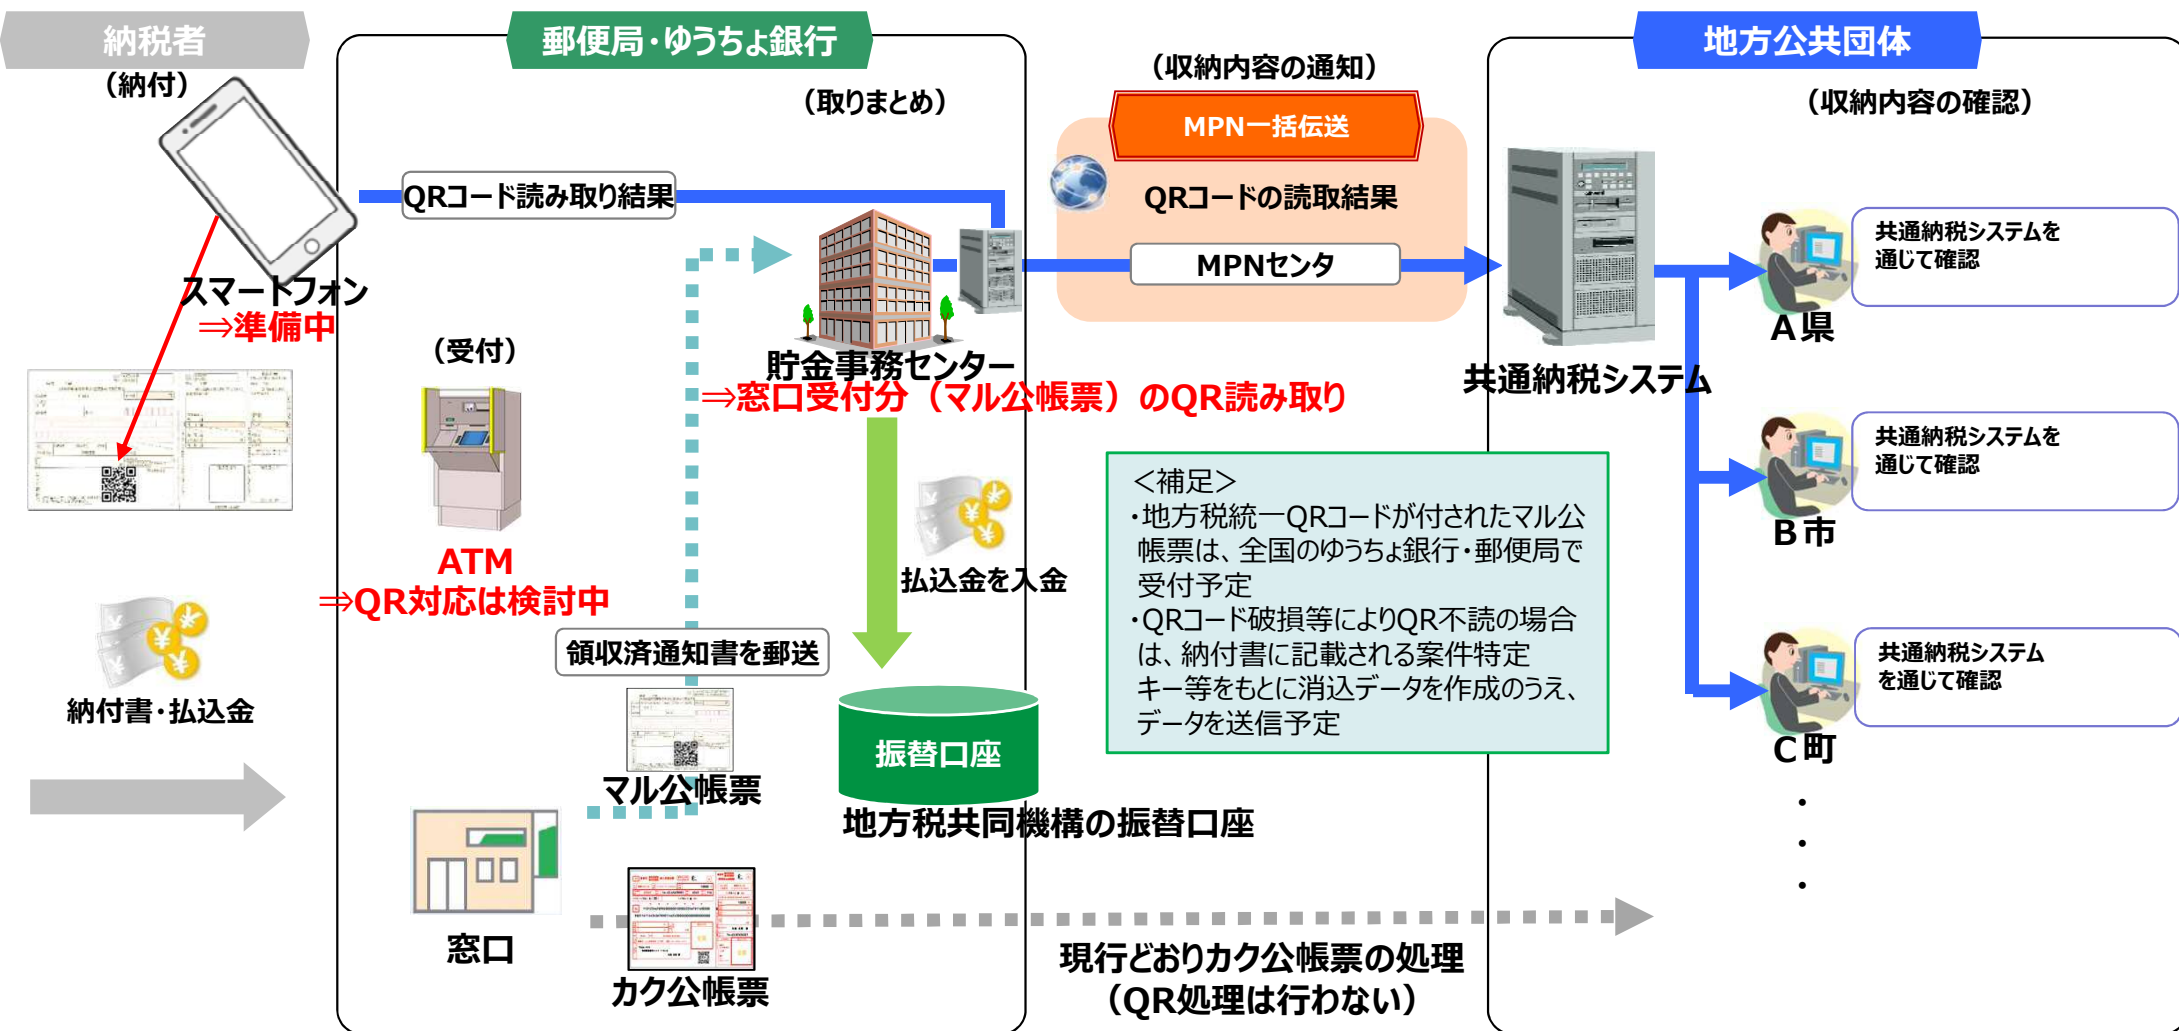 納税者
（納付）
スマートフォン
⇒準備中
納付書・払込金
郵便局・ゆうちょ銀行
（取りまとめ）
QRコード読み取り結果
（受付）
ATM
⇒QR対応は検討中
貯金事務センター
⇒窓口受付分（マル公帳票）のQR読み取り
払込金を入金
領収済通知書を郵送
マル公帳票
振替口座
地方税共同機構の振替口座
窓口
カク公帳票
（収納内容の通知）
MPN一括伝送
QRコードの読取結果
MPNセンタ
＜補足＞
・地方税統一QRコードが付されたマル公
帳票は、全国のゆうちょ銀行・郵便局で
受付予定
・QRコード破損等によりQR不読の場合
は、納付書に記載される案件特定
キー等をもとに消込データを作成のうえ、
データを送信予定
現行どおりカク公帳票の処理
（QR処理は行わない）
地方公共団体
（収納内容の確認）
共通納税システム
共通納税システムを
通じて確認
A県
共通納税システムを
通じて確認
B市
共通納税システム
を通じて確認
C町
・
・
・